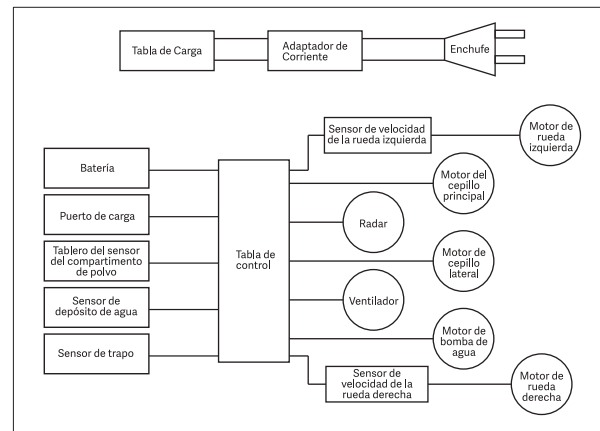 Tabla de Carga
Adaptador de
Corriente
Enchufe
Sensor de velocidad
de la rueda izquierda
Motor de
rueda
izquierda
Batería
Motor del
cepillo
principal
Puerto de carga
Radar
Tablero del sensor
del compartimento
de polvo
Tabla de
control
Motor de
cepillo
lateral
Sensor de
depósito de agua
Ventilador
Motor de
bomba de
agua
Sensor de trapo
Sensor de
velocidad de la
rueda derecha
Motor de
rueda
derecha